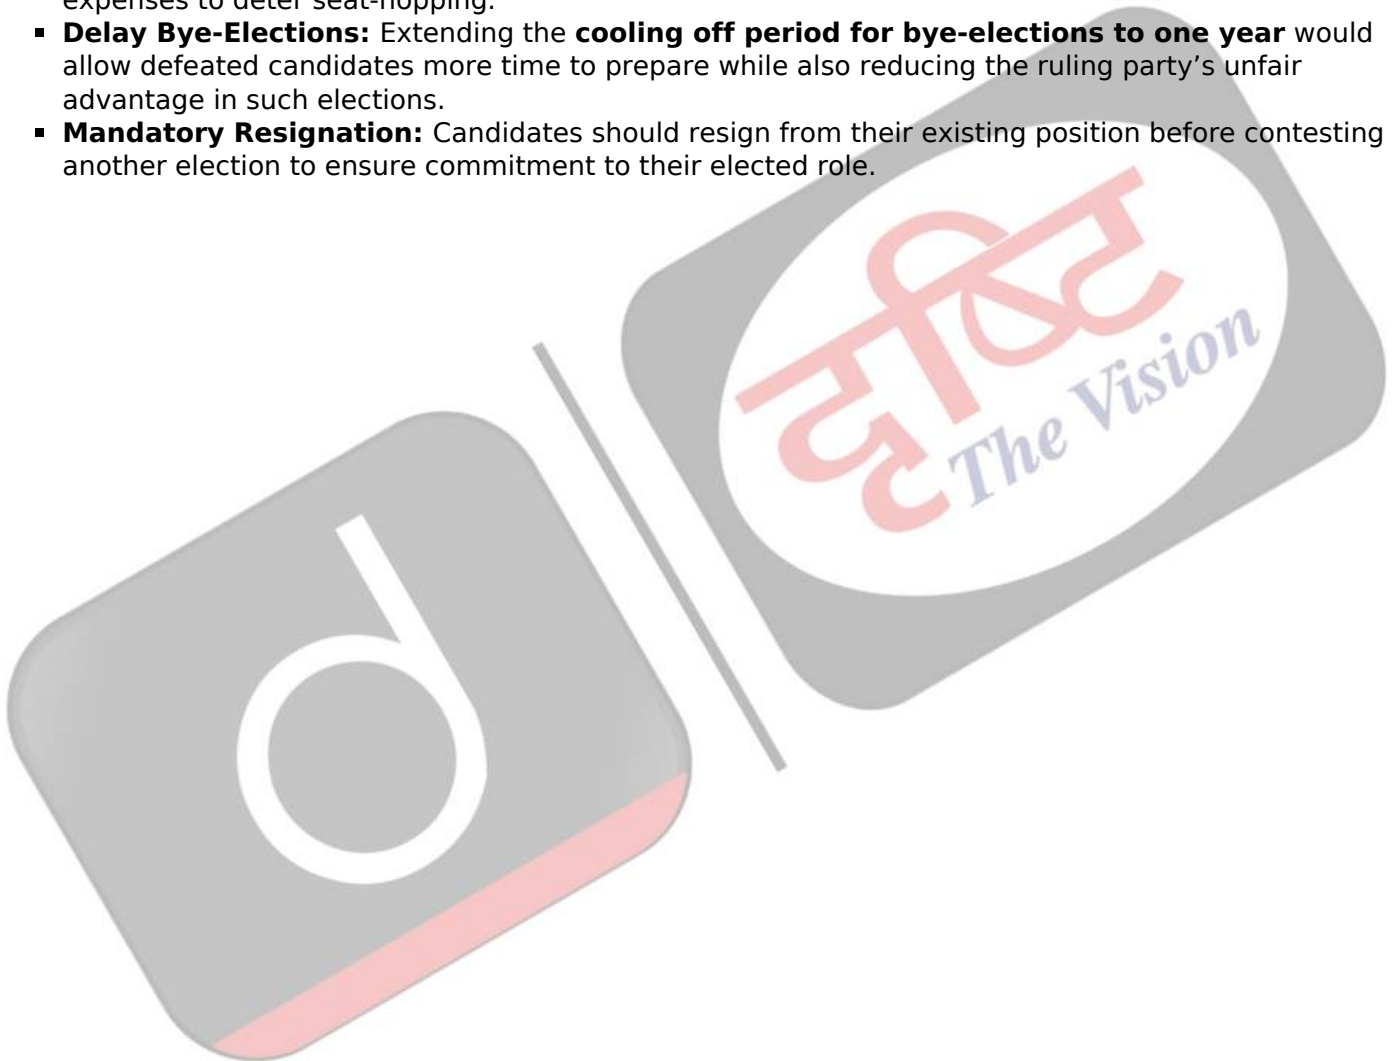 expenses to deter seat-hopping.
▪ Delay Bye-Elections: Extending the cooling off period for bye-elections to one year would
allow defeated candidates more time to prepare while also reducing the ruling party's unfair
advantage in such elections.
▪ Mandatory Resignation: Candidates should resign from their existing position before contesting
another election to ensure commitment to their elected role.
दृष्टि
The Vision
d